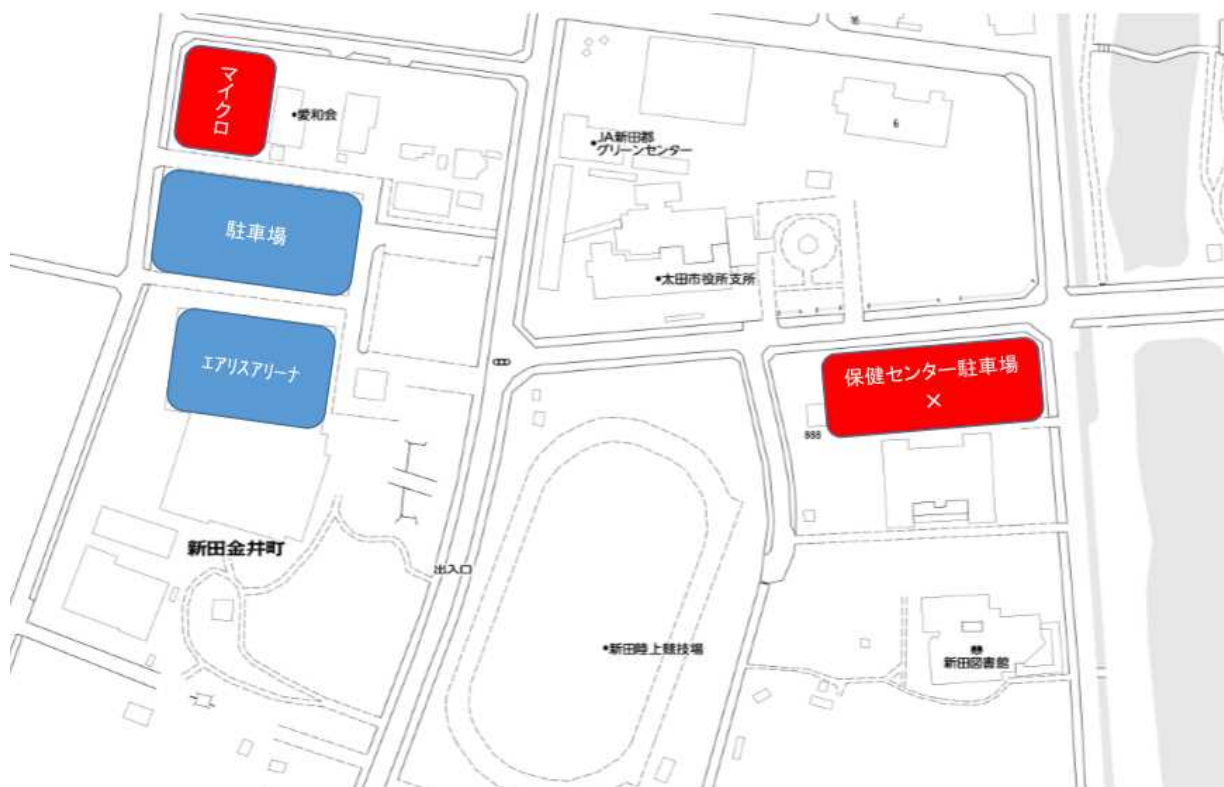 16
マイクロ
愛和会
6
JA新田郡
グリーンセンター
駐車場
太田市役所支所
エアリスアリーナ
保健センター駐車場
×
888
新田金井町
出入口
新田陸上競技場
新田図書館